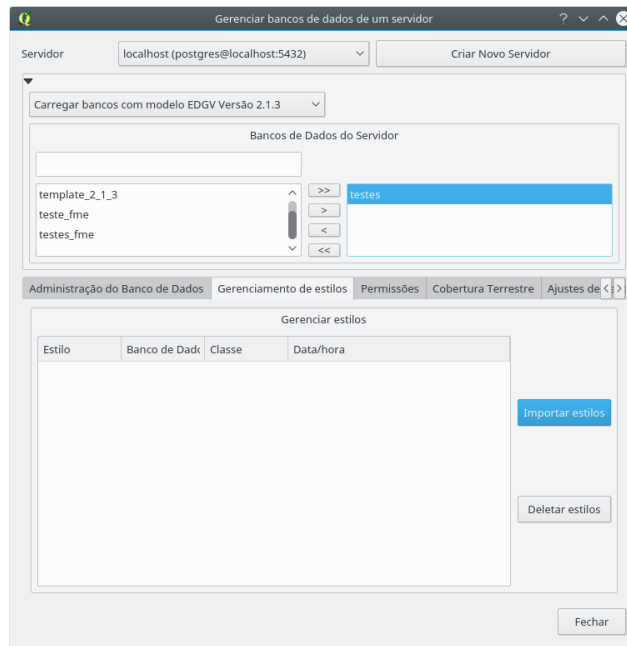 Gerenciar bancos de dados de um servidor
Servidor
localhost (postgres@localhost:5432)
Criar Novo Servidor
Carregar bancos com modelo EDGV Versão 2.1.3
Bancos de Dados do Servidor
template_2_1_3
teste_fme
testes_fme
>>
>
<
<<
testes
Administração do Banco de Dados
Gerenciamento de estilos
Permissões
Cobertura Terrestre
Ajustes de
Gerenciar estilos
Estilo
Banco de Dado
Classe
Data/hora
Importar estilos
Deletar estilos
Fechar